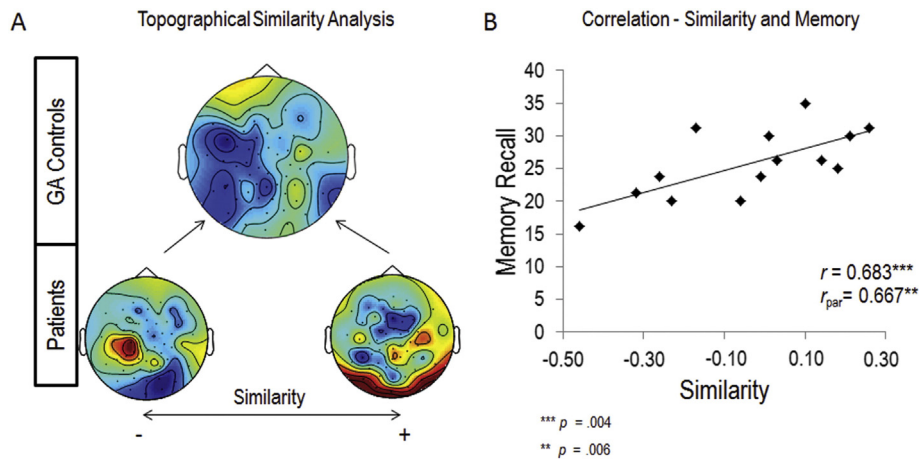 A
Topographical Similarity Analysis
GA Controls
Patients
Similarity
-
+
B
Correlation - Similarity and Memory
Memory Recall
40
35
30
25
20
15
10
5
0
r = 0.683***
rpar= 0.667**
-0.50 -0.30 -0.10 0.10 0.30
Similarity
*** p = .004
** p = .006